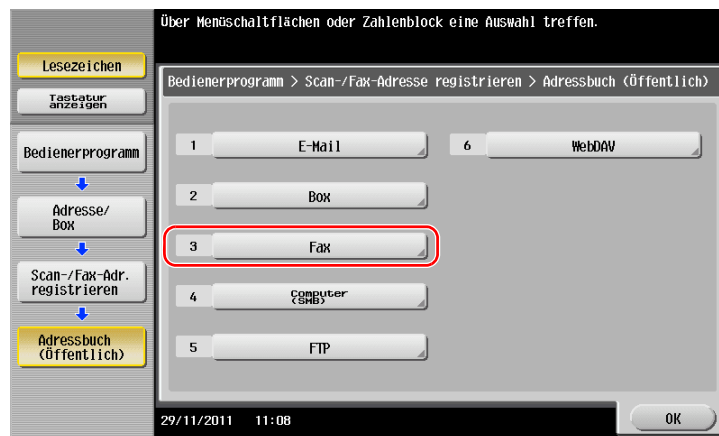 Über Menüschaltflächen oder Zahlenblock eine Auswahl treffen.
Lesezeichen
Tastatur
anzeigen
Bedienerprogramm
Adresse/
Box
Scan-/Fax-Adr.
registrieren
Adressbuch
(Öffentlich)
Bedienerprogramm > Scan-/Fax-Adresse registrieren > Adressbuch (Öffentlich)
1 E-Mail
6 WebDAV
2 Box
3 Fax
4 Computer
(SMB)
5 FTP
29/11/2011 11:08
OK